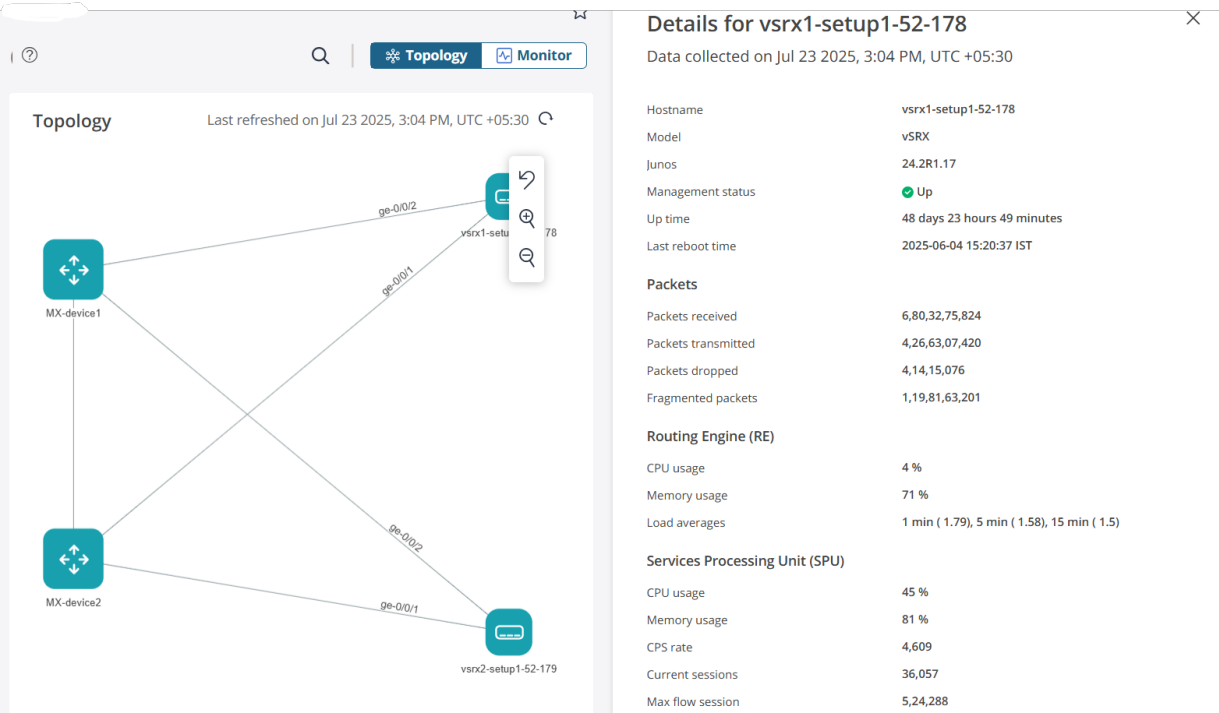 Topology
Monitor
Topology
Last refreshed on Jul 23 2025, 3:04 PM, UTC +05:30
ge-0/0/2
vsrx1-setu 78
ge-0/0/1
MX-device1
ge-0/0/2
MX-device2
ge-0/0/1
vsrx2-setup1-52-179
Details for vsrx1-setup1-52-178
Data collected on Jul 23 2025, 3:04 PM, UTC +05:30
Hostname vsrx1-setup1-52-178
Model vSRX
Junos 24.2R1.17
Management status Up
Up time 48 days 23 hours 49 minutes
Last reboot time 2025-06-04 15:20:37 IST
Packets
Packets received 6,80,32,75,824
Packets transmitted 4,26,63,07,420
Packets dropped 4,14,15,076
Fragmented packets 1,19,81,63,201
Routing Engine (RE)
CPU usage 4 %
Memory usage 71 %
Load averages 1 min ( 1.79), 5 min ( 1.58), 15 min ( 1.5)
Services Processing Unit (SPU)
CPU usage 45 %
Memory usage 81 %
CPS rate 4,609
Current sessions 36,057
Max flow session 5,24,288